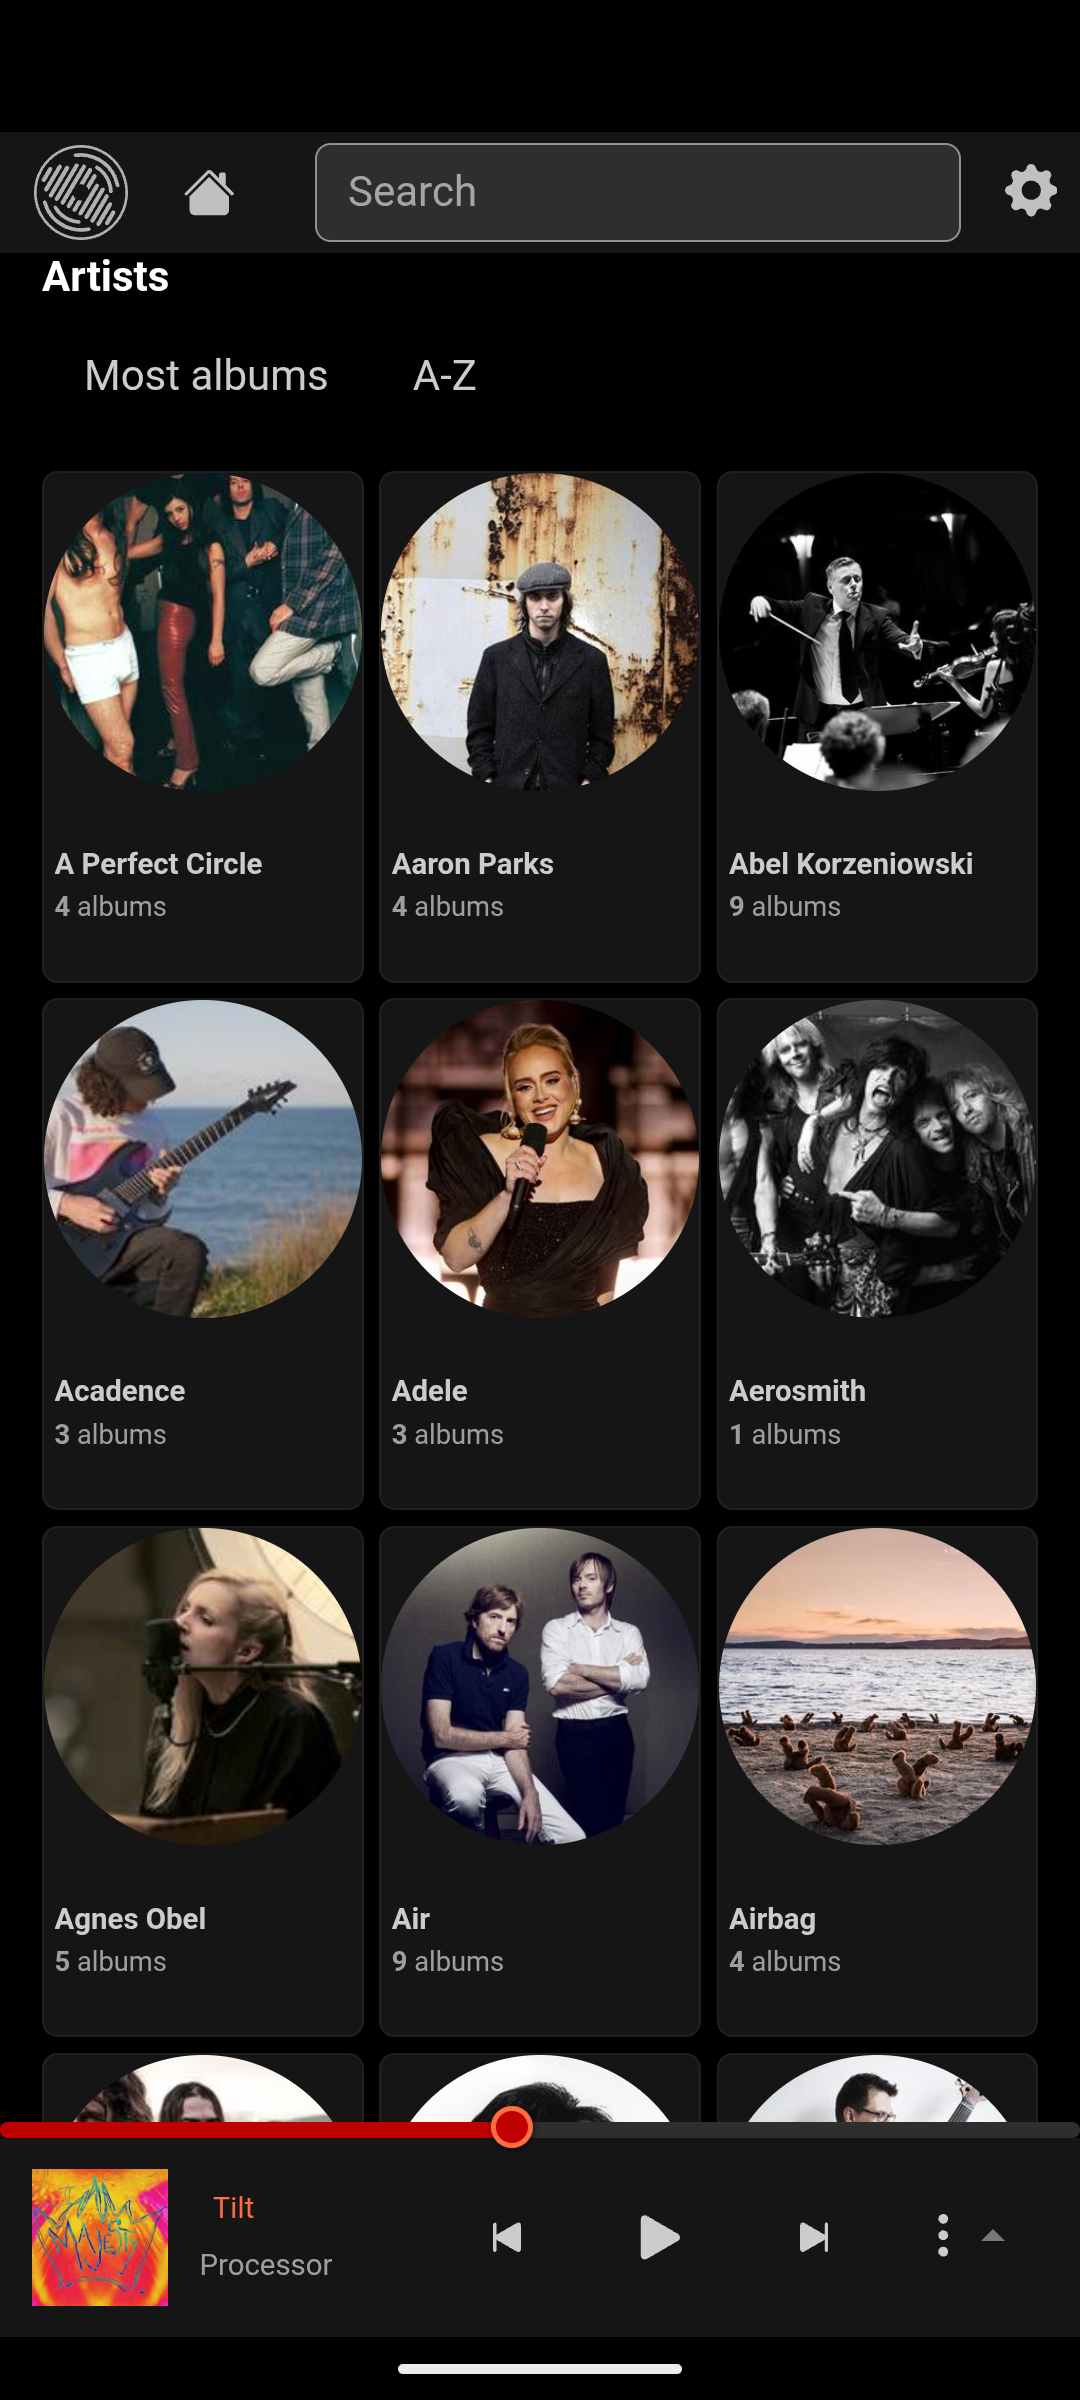 Search
Artists
Most albums A-Z
A Perfect Circle
4 albums
Aaron Parks
4 albums
Abel Korzeniowski
9 albums
Acadence
3 albums
Adele
3 albums
Aerosmith
1 albums
Agnes Obel
5 albums
Air
9 albums
Airbag
4 albums
MAJESTY
Tilt
Processor